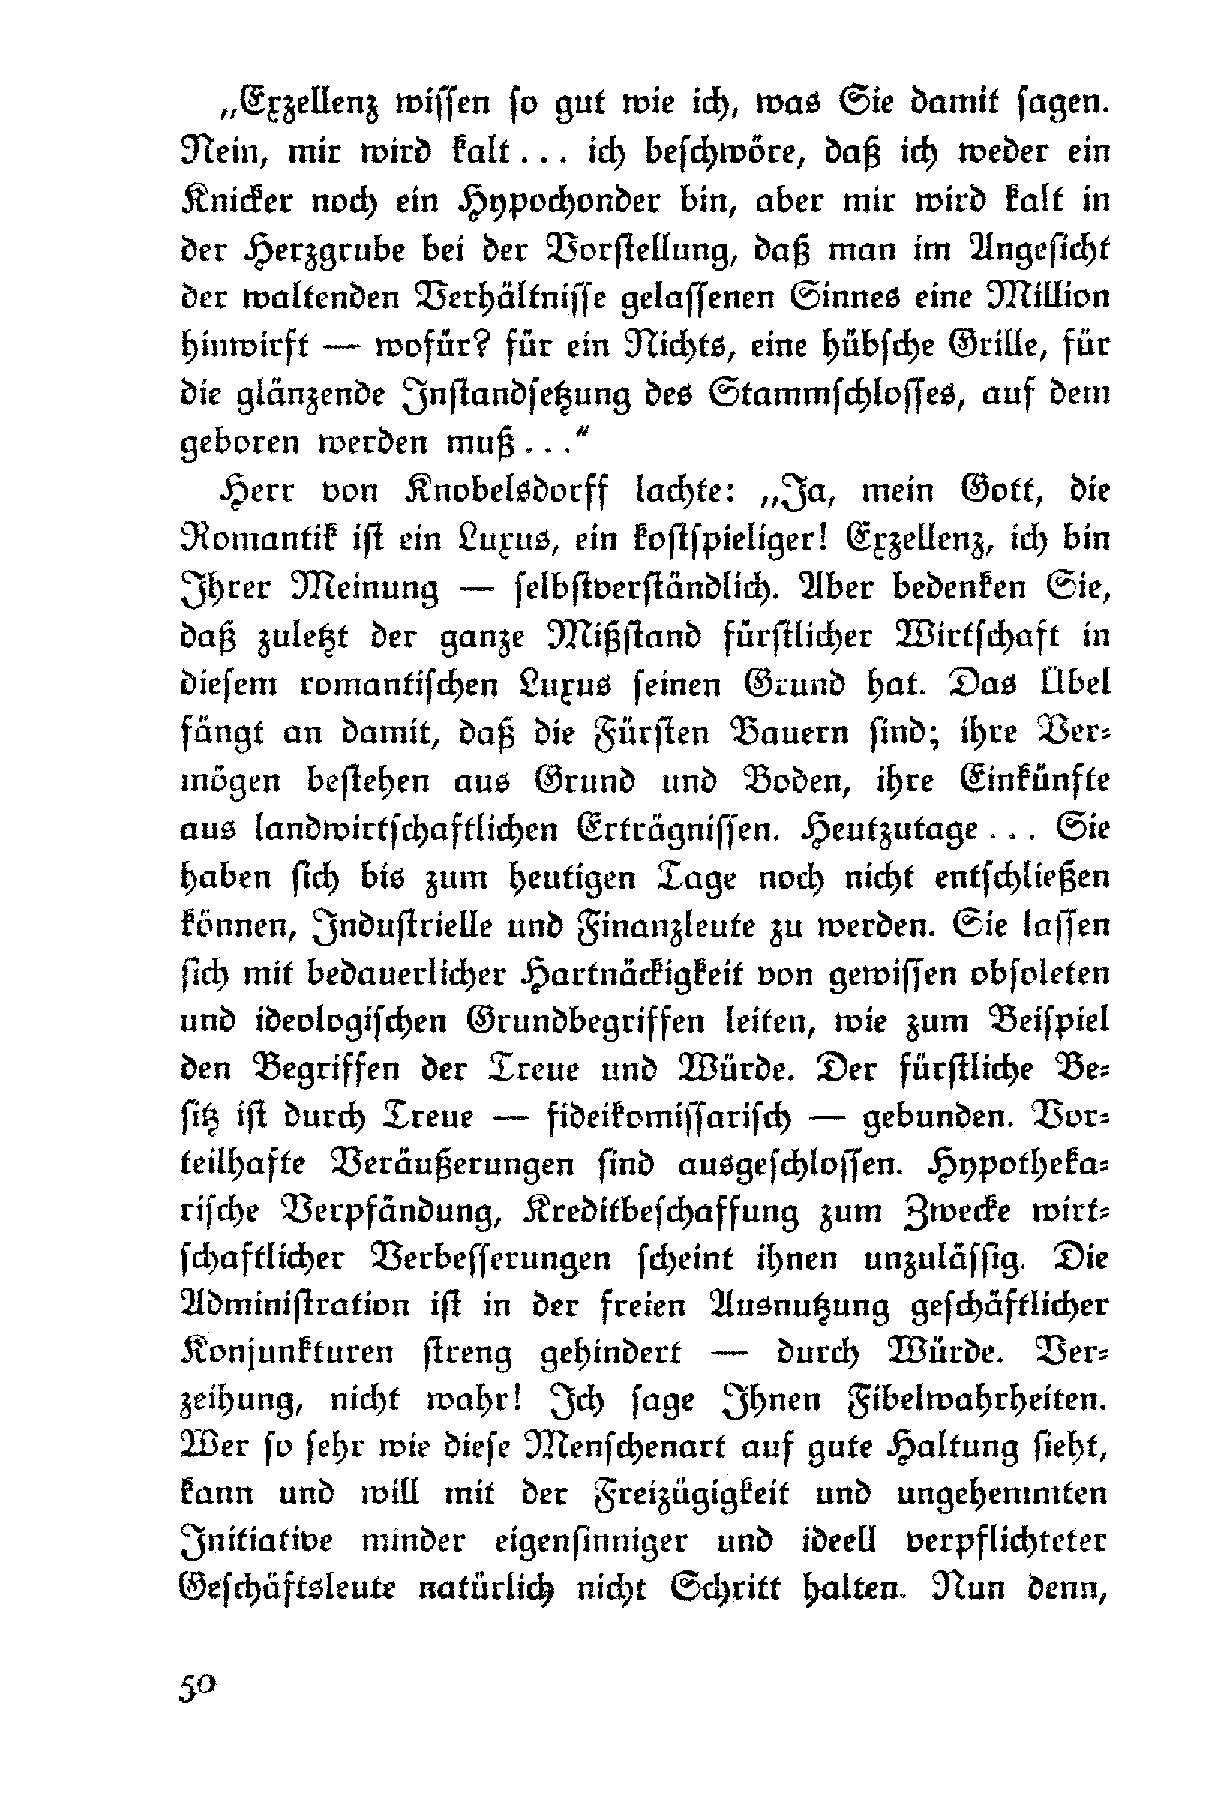 „Exzellenz wissen so gut wie ich, was Sie damit sagen.
Nein, mir wird kalt... ich beschwöre, daß ich weder ein
Knicker noch ein Hypochonder bin, aber mir wird kalt in
der Herzgrube bei der Vorstellung, daß man im Angesicht
der waltenden Verhältnisse gelassenen Sinnes eine Million
hinwirft — wofür? für ein Nichts, eine hübsche Grille, für
die glänzende Instandsetzung des Stammschlosses, auf dem
geboren werden muß...“
Herr von Knobelsdorff lachte: „Ja, mein Gott, die
Romantik ist ein Luxus, ein kostspieliger! Exzellenz, ich bin
Ihrer Meinung — selbstverständlich. Aber bedenken Sie,
daß zuletzt der ganze Mißstand fürstlicher Wirtschaft in
diesem romantischen Luxus seinen Grund hat. Das Übel
fängt an damit, daß die Fürsten Bauern sind; ihre Ver-
mögen bestehen aus Grund und Boden, ihre Einkünfte
aus landwirtschaftlichen Erträgnissen. Heutzutage... Sie
haben sich bis zum heutigen Tage noch nicht entschließen
können, Industrielle und Finanzleute zu werden. Sie lassen
sich mit bedauerlicher Hartnäckigkeit von gewissen obsoleten
und ideologischen Grundbegriffen leiten, wie zum Beispiel
den Begriffen der Treue und Würde. Der fürstliche Be-
sitz ist durch Treue — fideikomissarisch — gebunden. Vor-
teilhafte Veräußerungen sind ausgeschlossen. Hypotheka-
rische Verpfändung, Kreditbeschaffung zum Zwecke wirt-
schaftlicher Verbesserungen scheint ihnen unzulässig. Die
Administration ist in der freien Ausnutzung geschäftlicher
Konjunkturen streng gehindert — durch Würde. Ver-
zeihung, nicht wahr! Ich sage Ihnen Fibelwahrheiten.
Wer so sehr wie diese Menschenart auf gute Haltung sieht,
kann und will mit der Freizügigkeit und ungehemmten
Initiative minder eigensinniger und ideell verpflichteter
Geschäftsleute natürlich nicht Schritt halten. Nun denn,
50